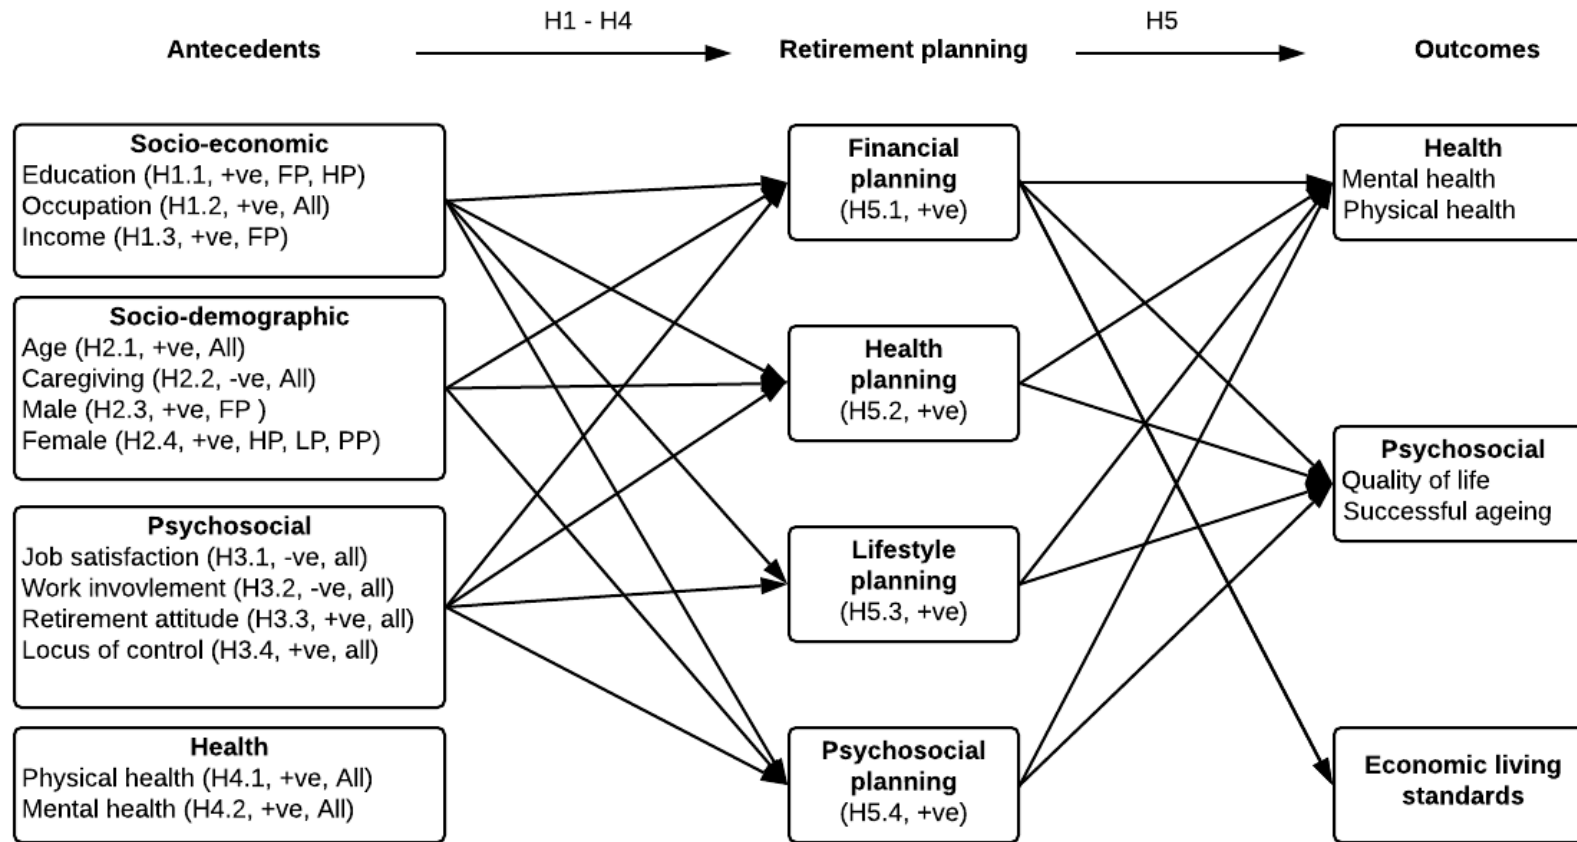 H1 - H4
H5
Antecedents
Retirement planning
Outcomes
Socio-economic
Education (H1.1, +ve, FP, HP)
Occupation (H1.2, +ve, All)
Income (H1.3, +ve, FP)
Socio-demographic
Age (H2.1, +ve, All)
Caregiving (H2.2, -ve, All)
Male (H2.3, +ve, FP )
Female (H2.4, +ve, HP, LP, PP)
Psychosocial
Job satisfaction (H3.1, -ve, all)
Work invovlement (H3.2, -ve, all)
Retirement attitude (H3.3, +ve, all)
Locus of control (H3.4, +ve, all)
Health
Physical health (H4.1, +ve, All)
Mental health (H4.2, +ve, All)
Financial
planning
(H5.1, +ve)
Health
planning
(H5.2, +ve)
Lifestyle
planning
(H5.3, +ve)
Psychosocial
planning
(H5.4, +ve)
Health
Mental health
Physical health
Psychosocial
Quality of life
Successful ageing
Economic living
standards